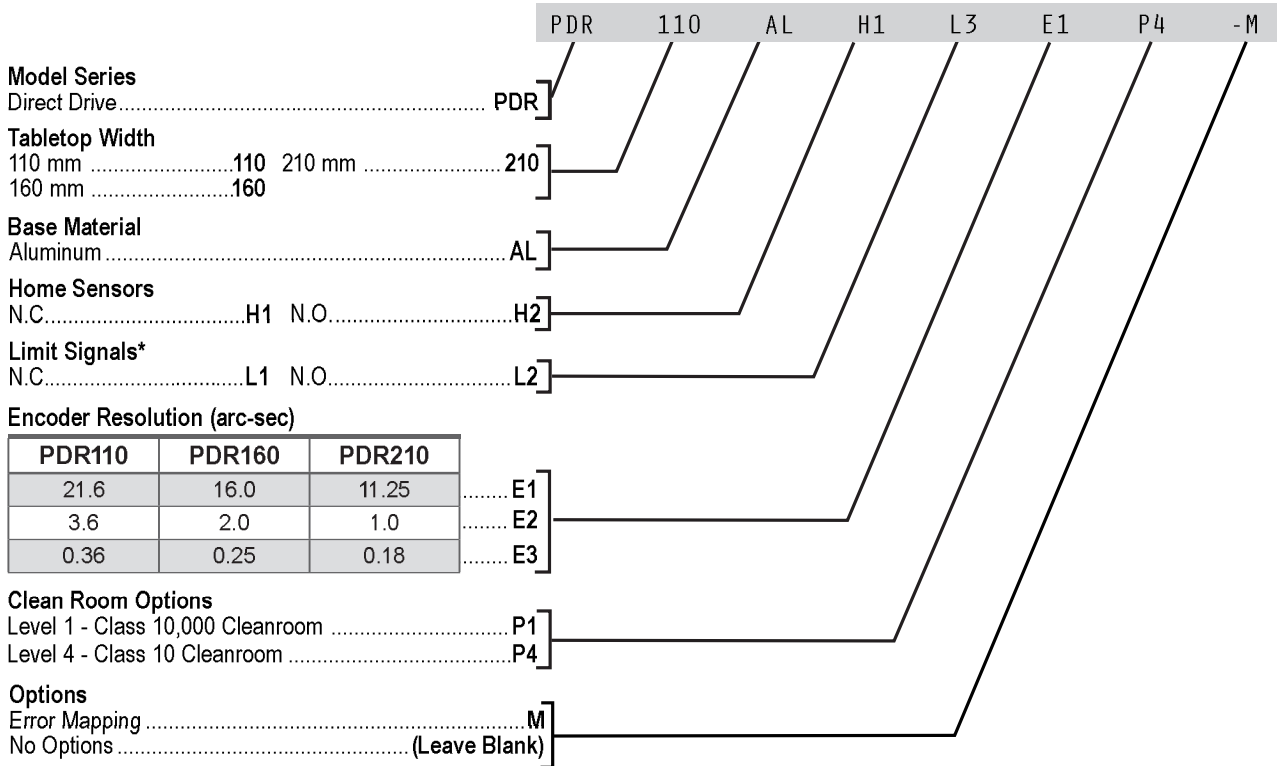 PDR 110 AL H1 L3 E1 P4 -M
Model Series
Direct Drive................................................................ PDR
Tabletop Width
110 mm .........................110 210 mm ........................ 210
160 mm .........................160
Base Material
Aluminum...................................................................... AL
Home Sensors
N.C...................................H1 N.O................................H2
Limit Signals*
N.C...................................L1 N.O................................L2
Encoder Resolution (arc-sec)
PDR110 PDR160 PDR210
21.6 16.0 11.25 ........ E1
3.6 2.0 1.0 ........ E2
0.36 0.25 0.18 ........ E3
Clean Room Options
Level 1 - Class 10,000 Cleanroom ............................... P1
Level 4 - Class 10 Cleanroom .......................................P4
Options
Error Mapping ..................................................................M
No Options ...................................................(Leave Blank)